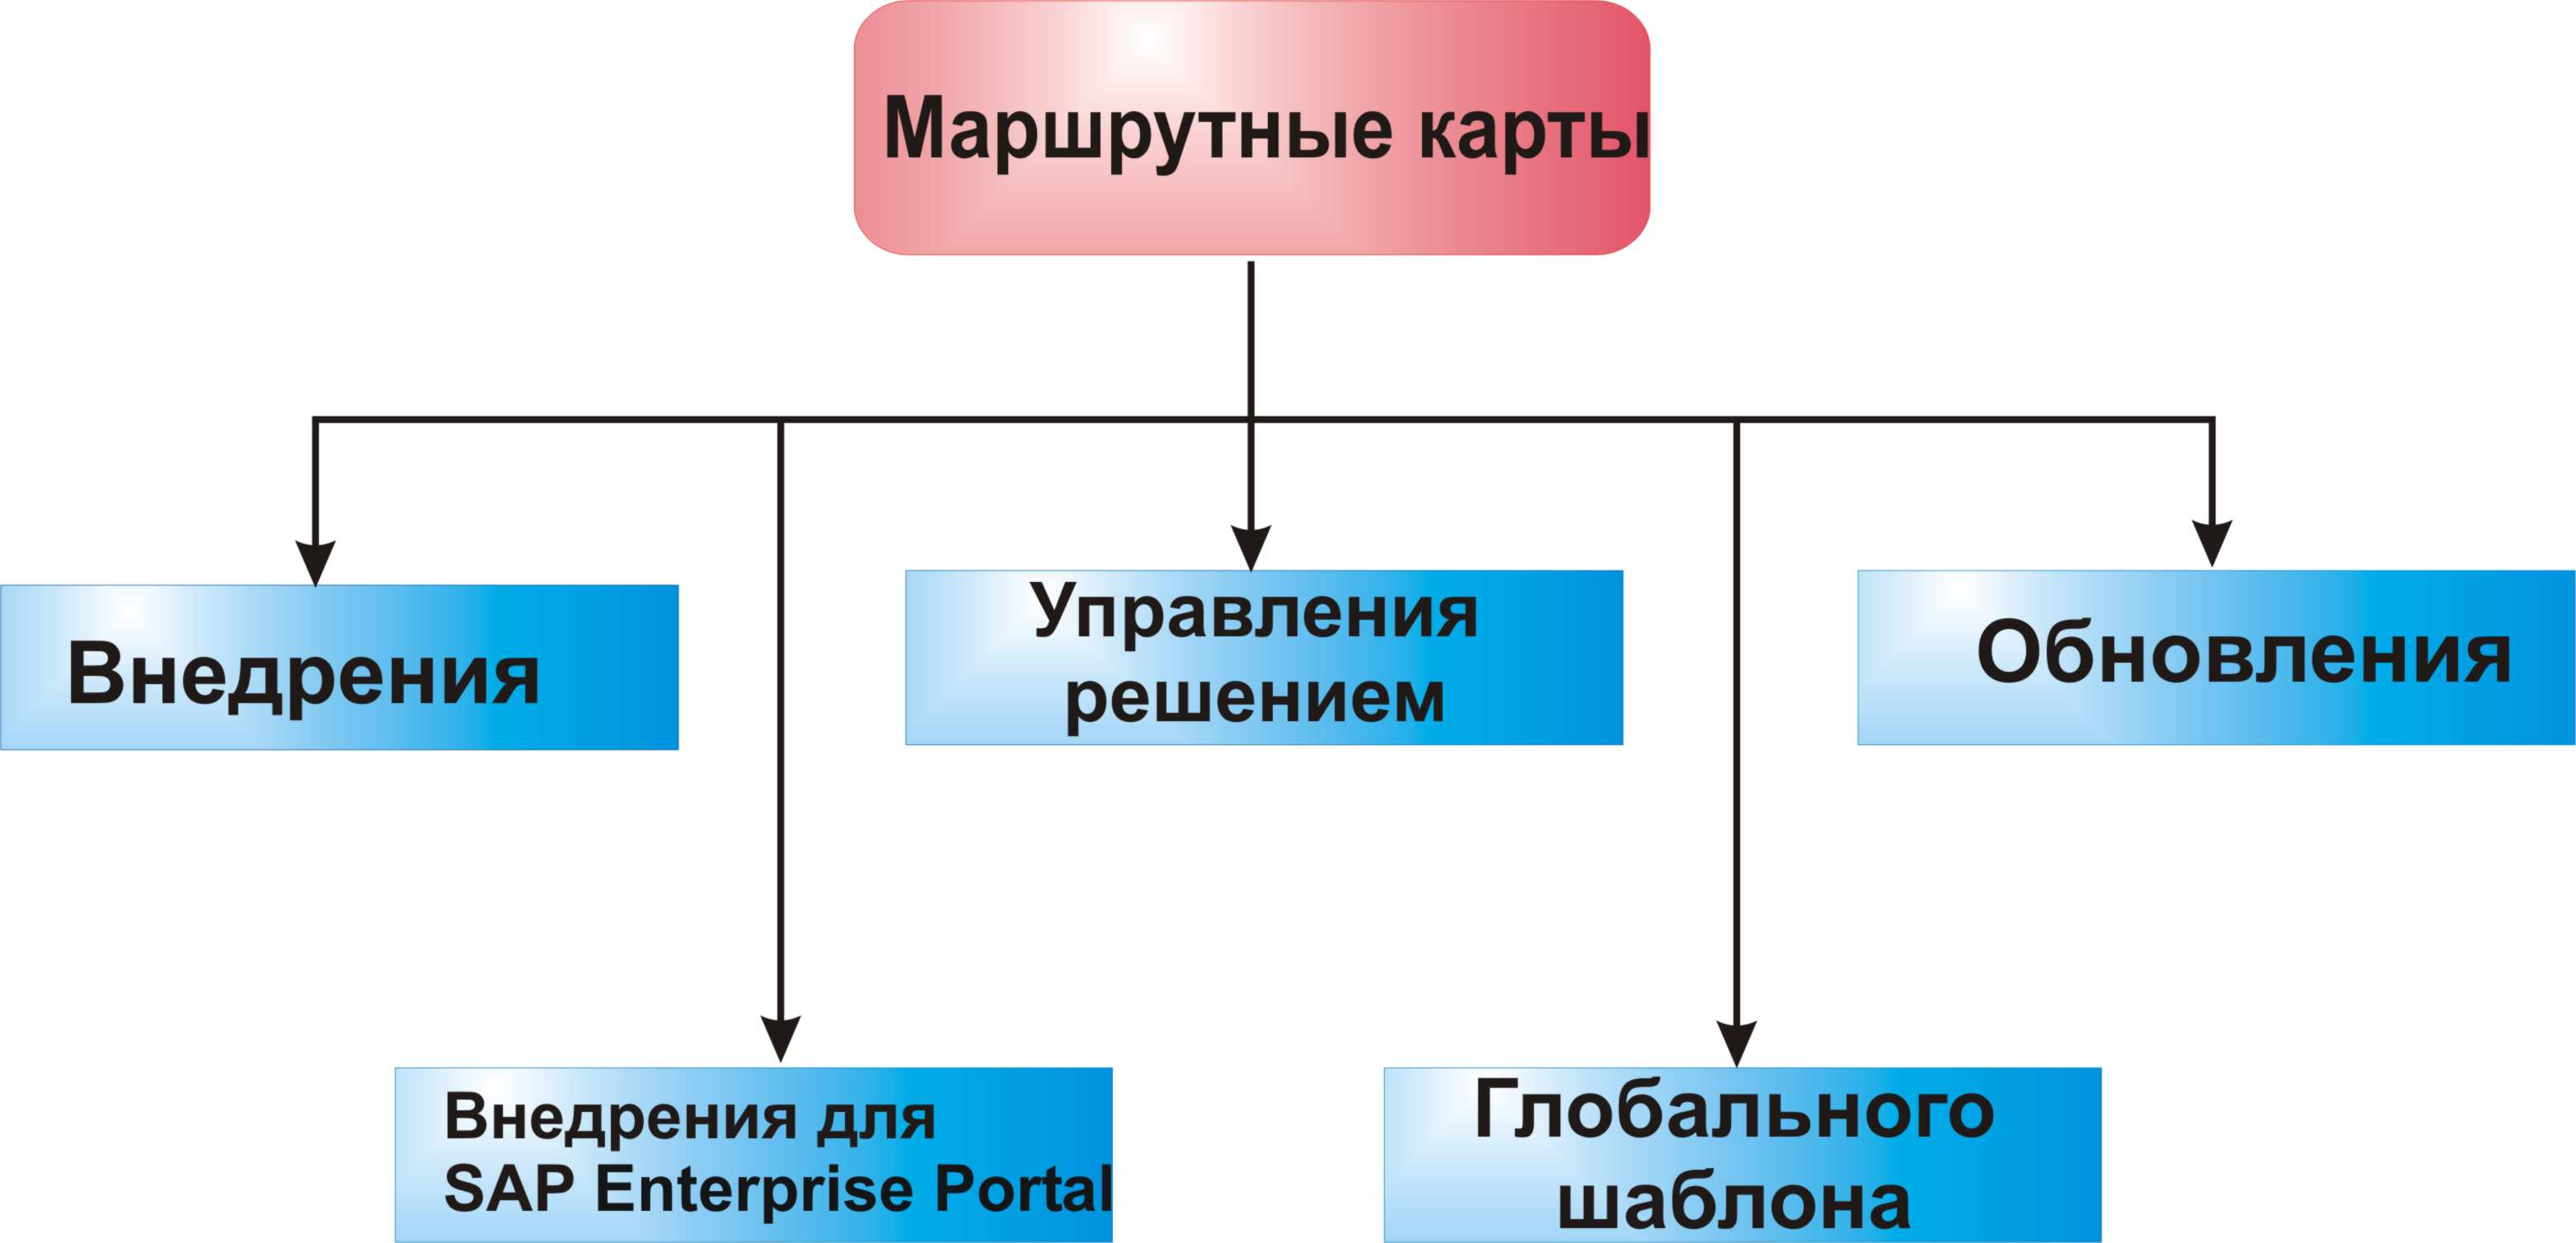 Маршрутные карты
Внедрения
Управления
решением
Обновления
Внедрения для
SAP Enterprise Portal
Глобального
шаблона